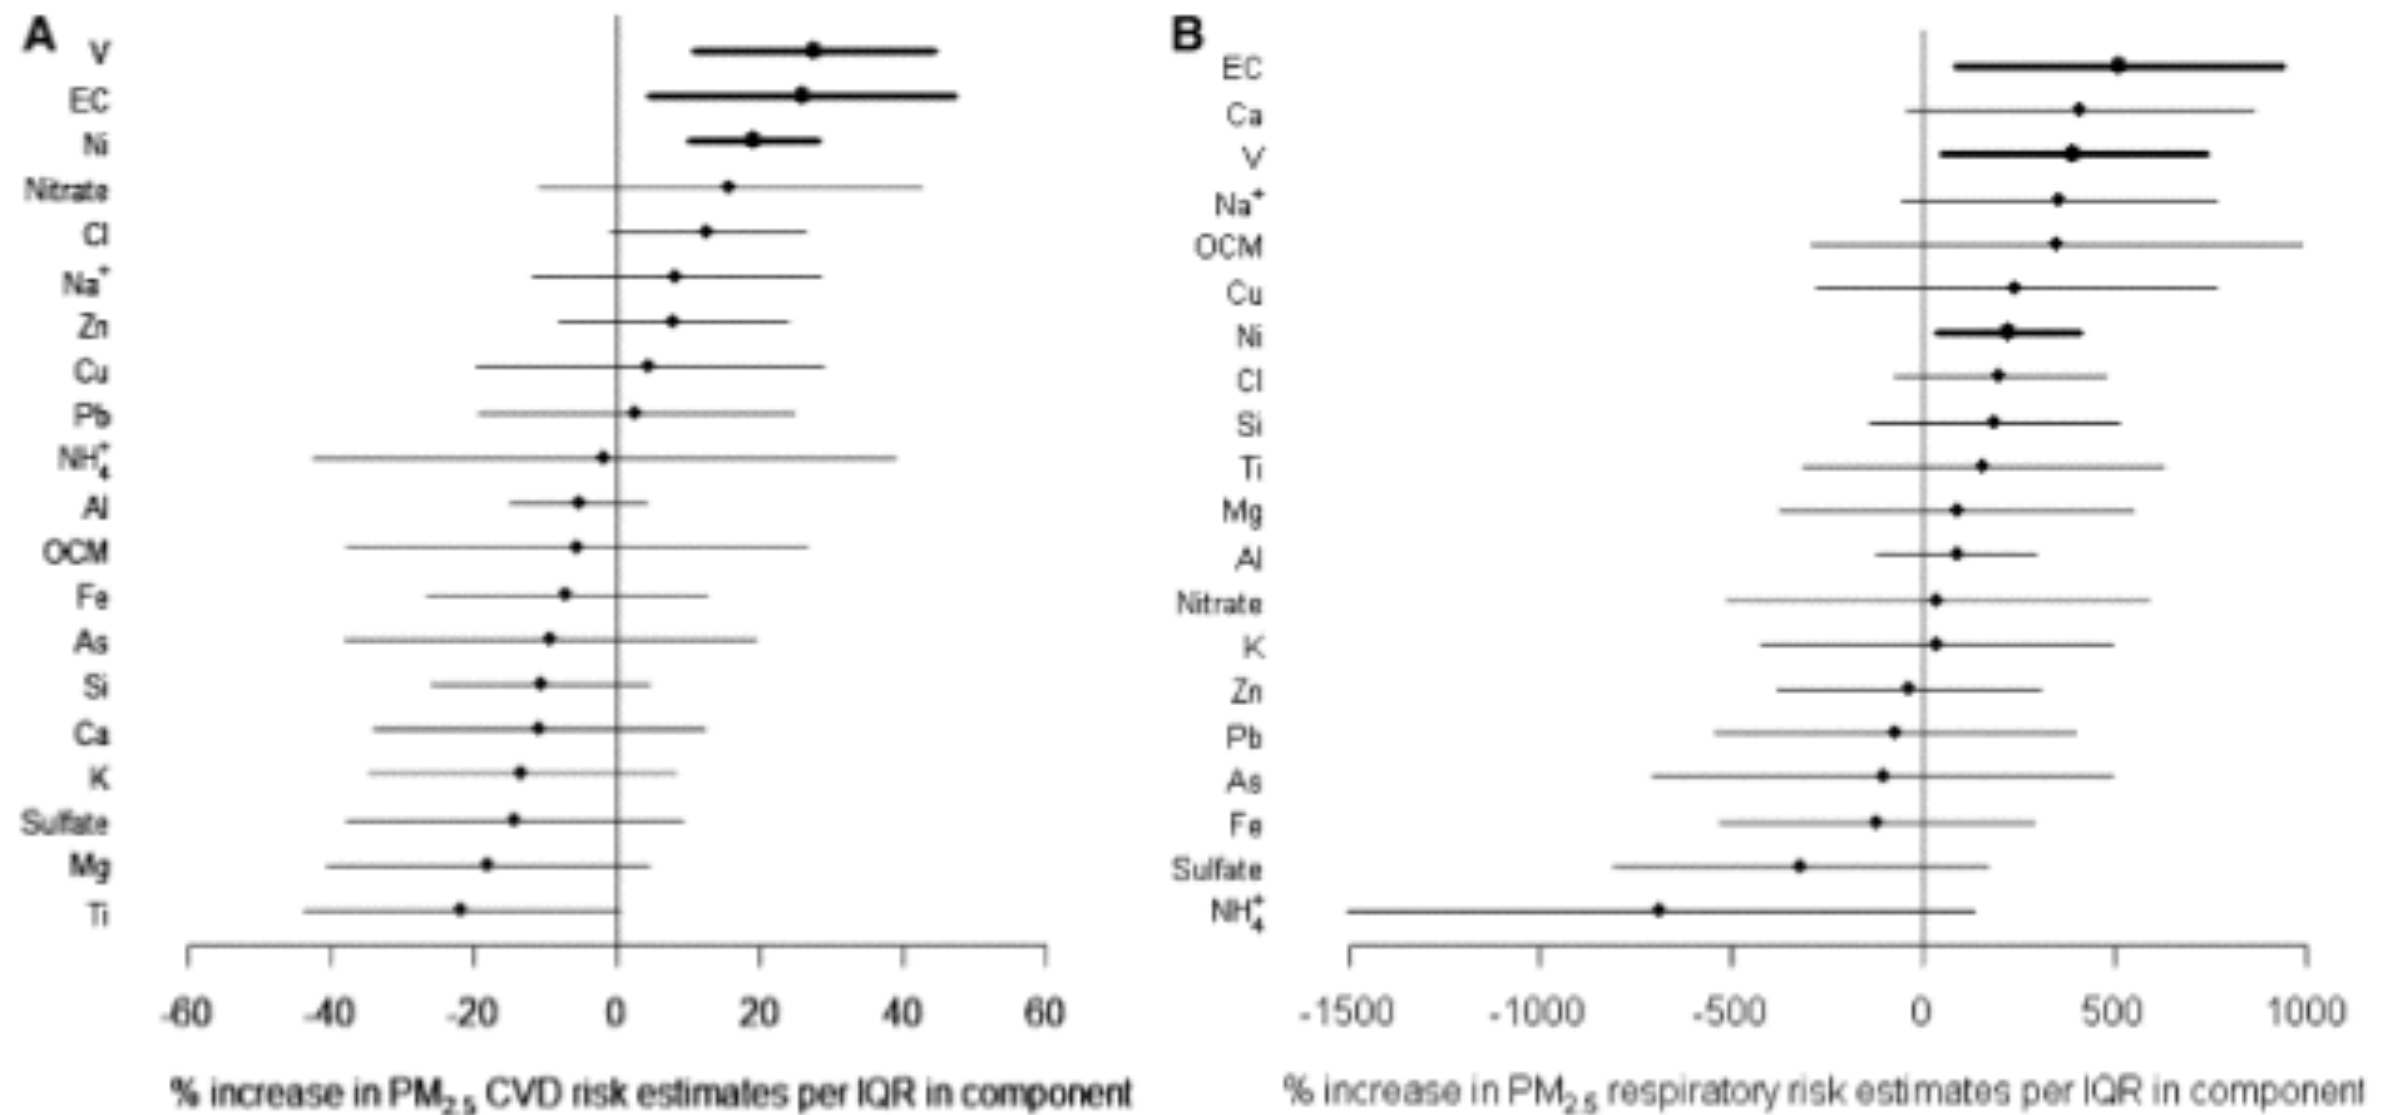 A
V
EC
Ni
Nitrate
Cl
Na+
Zn
Cu
Pb
NH4+
Al
OCM
Fe
As
Si
Ca
K
Sulfate
Mg
Ti
-60 -40 -20 0 20 40 60
% increase in PM2.5 CVD risk estimates per IQR in component
B
EC
Ca
V
Na+
OCM
Cu
Ni
Cl
Si
Ti
Mg
Al
Nitrate
K
Zn
Pb
As
Fe
Sulfate
NH4+
-1500 -1000 -500 0 500 1000
% increase in PM2.5 respiratory risk estimates per IQR in component